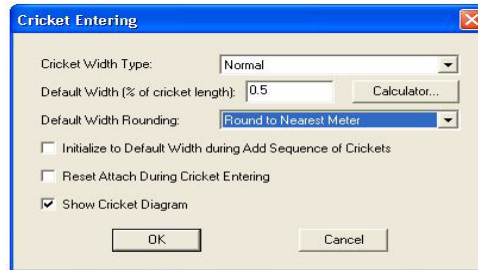 Cricket Entering
Cricket Width Type: Normal
Default Width (% of cricket length): 0.5 Calculator...
Default Width Rounding: Round to Nearest Meter
Initialize to Default Width during Add Sequence of Crickets
Reset Attach During Cricket Entering
Show Cricket Diagram
OK Cancel